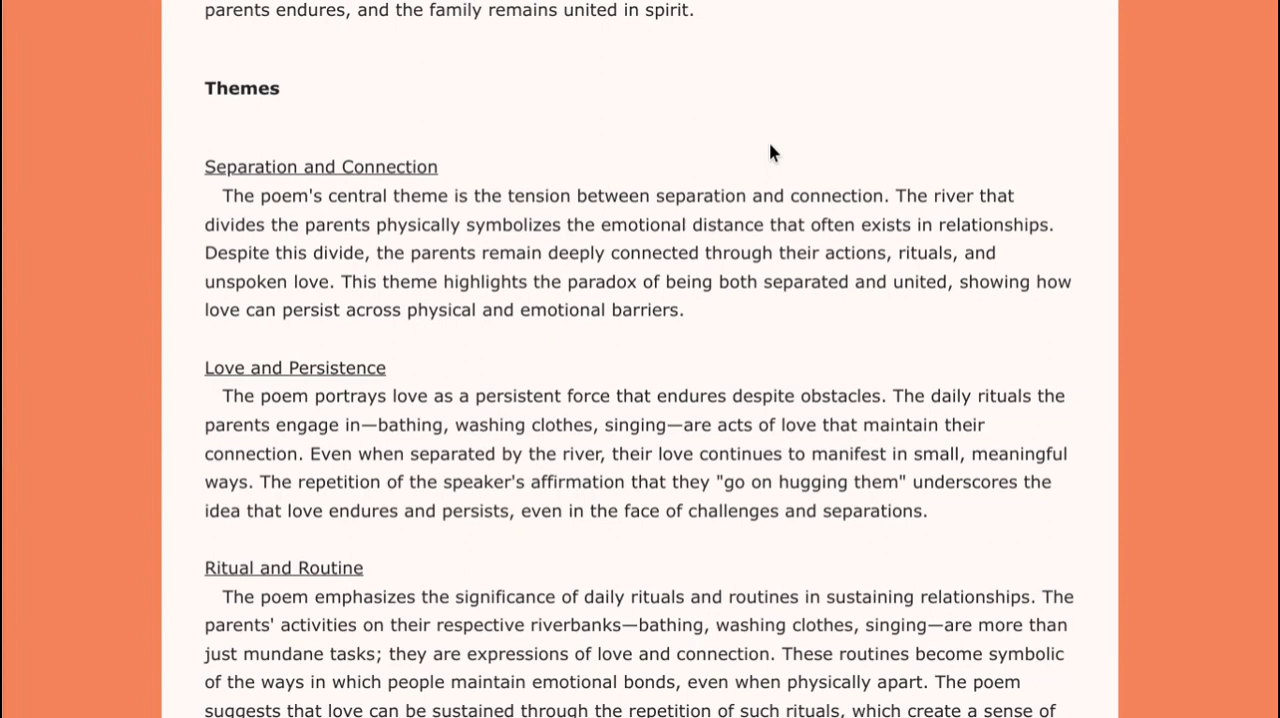 parents endures, and the family remains united in spirit.
Themes
Separation and Connection
The poem's central theme is the tension between separation and connection. The river that
divides the parents physically symbolizes the emotional distance that often exists in relationships.
Despite this divide, the parents remain deeply connected through their actions, rituals, and
unspoken love. This theme highlights the paradox of being both separated and united, showing how
love can persist across physical and emotional barriers.
Love and Persistence
The poem portrays love as a persistent force that endures despite obstacles. The daily rituals the
parents engage in—bathing, washing clothes, singing—are acts of love that maintain their
connection. Even when separated by the river, their love continues to manifest in small, meaningful
ways. The repetition of the speaker's affirmation that they "go on hugging them" underscores the
idea that love endures and persists, even in the face of challenges and separations.
Ritual and Routine
The poem emphasizes the significance of daily rituals and routines in sustaining relationships. The
parents' activities on their respective riverbanks—bathing, washing clothes, singing—are more than
just mundane tasks; they are expressions of love and connection. These routines become symbolic
of the ways in which people maintain emotional bonds, even when physically apart. The poem
suggests that love can be sustained through the repetition of such rituals, which create a sense of